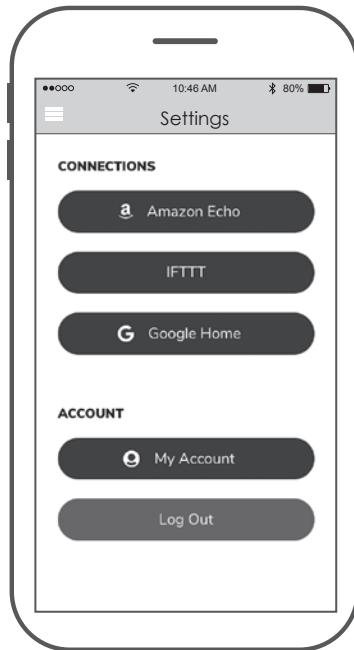 10:46 AM 80%
Settings
CONNECTIONS
Amazon Echo
IFTTT
Google Home
ACCOUNT
My Account
Log Out